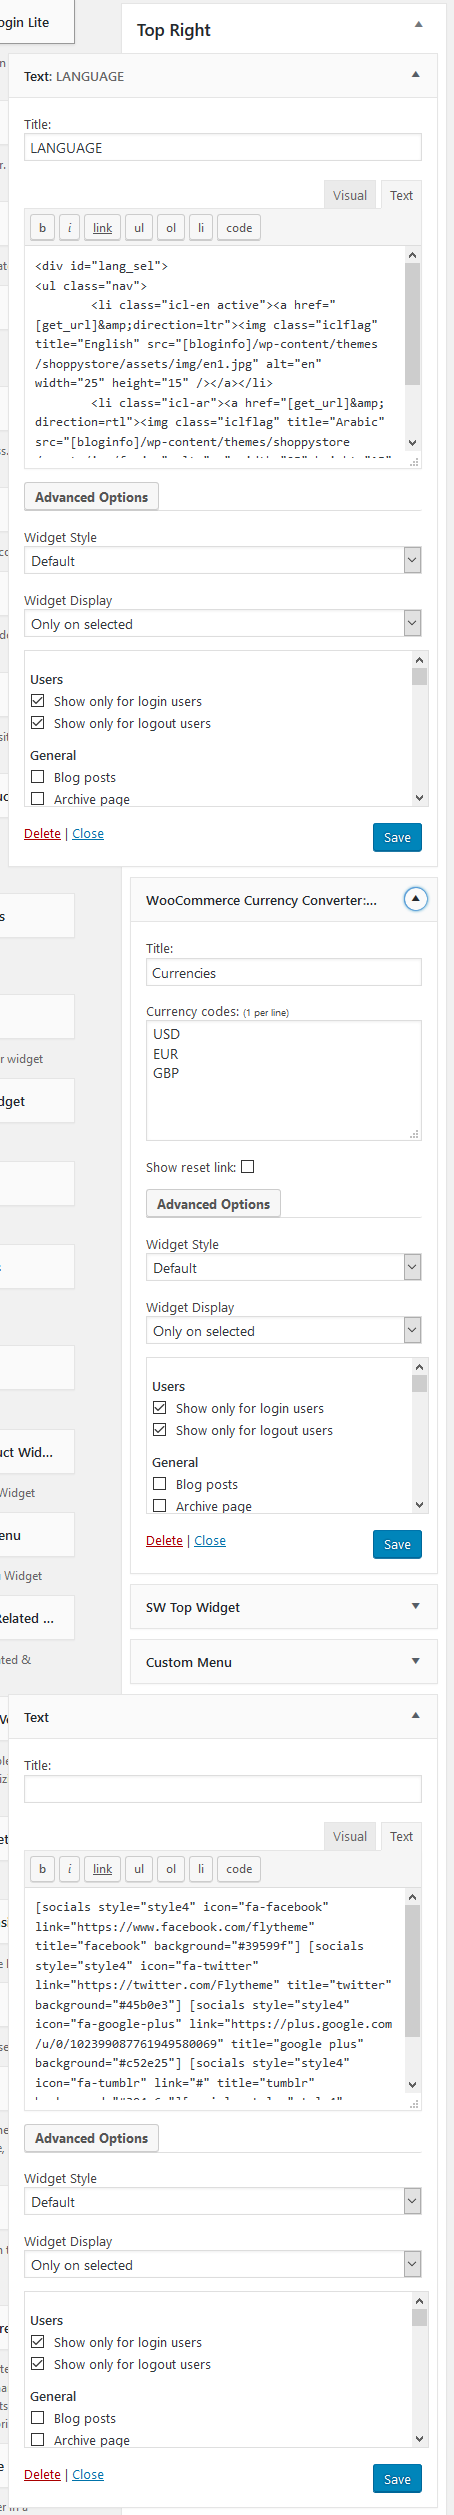 ogin Lite
Top Right
Text: LANGUAGE
Title:
LANGUAGE
Visual
Text
b
i
link
ul
ol
li
code
<div id="lang_sel">
<ul class="nav">
<li class="icl-en active"><a href="
[get_url]&amp;direction=ltr"><img class="iclflag"
title="English" src="[bloginfo]/wp-content/themes
/shoppystore/assets/img/en1.jpg" alt="en"
width="25" height="15" /></a></li>
<li class="icl-ar"><a href="[get_url]&amp;
direction=rtl"><img class="iclflag" title="Arabic"
src="[bloginfo]/wp-content/themes/shoppystore
Advanced Options
Widget Style
Default
Widget Display
Only on selected
Users
Show only for login users
Show only for logout users
General
Blog posts
Archive page
Delete | Close
Save
WooCommerce Currency Converter:...
Title:
Currencies
Currency codes: (1 per line)
USD
EUR
GBP
r widget
dget
Show reset link:
Advanced Options
Widget Style
Default
Widget Display
Only on selected
Users
Show only for login users
Show only for logout users
uct Wid...
General
Blog posts
Widget
Archive page
enu
Delete | Close
Save
Widget
SW Top Widget
Related ...
Custom Menu
ated &
Text
Title:
Visual
Text
b
i
link
ul
ol
li
code
[socials style="style4" icon="fa-facebook"
link="https://www.facebook.com/flytheme"
title="facebook" background="#39599f"] [socials
style="style4" icon="fa-twitter"
link="https://twitter.com/Flytheme" title="twitter"
background="#45b0e3"] [socials style="style4"
icon="fa-google-plus" link="https://plus.google.com
/u/0/102399087761949580069" title="google plus"
background="#c52e25"] [socials style="style4"
icon="fa-tumblr" link="#" title="tumblr"
Advanced Options
Widget Style
Default
Widget Display
Only on selected
Users
Show only for login users
Show only for logout users
General
Blog posts
Archive page
Delete | Close
Save